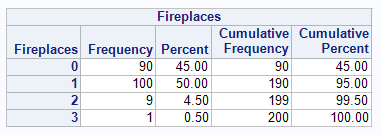 Fireplaces
Cumulative Cumulative
Fireplaces Frequency Percent Frequency Percent
0 90 45.00 90 45.00
1 100 50.00 190 95.00
2 9 4.50 199 99.50
3 1 0.50 200 100.00